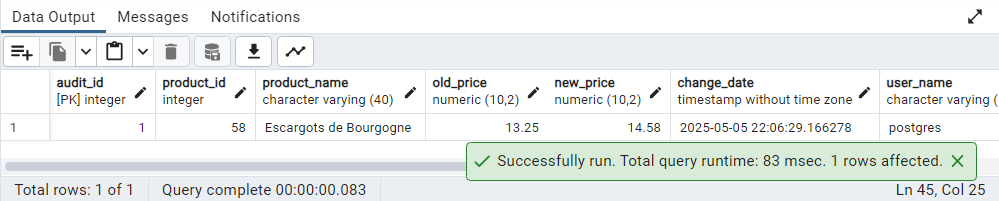 Data Output Messages Notifications
audit_id product_id product_name old_price new_price change_date user_name
[PK] integer integer character varying (40) numeric (10,2) numeric (10,2) timestamp without time zone character varying (
1 1 58 Escargots de Bourgogne 13.25 14.58 2025-05-05 22:06:29.166278 postgres
Successfully run. Total query runtime: 83 msec. 1 rows affected.
Total rows: 1 of 1 Query complete 00:00:00.083 Ln 45, Col 25